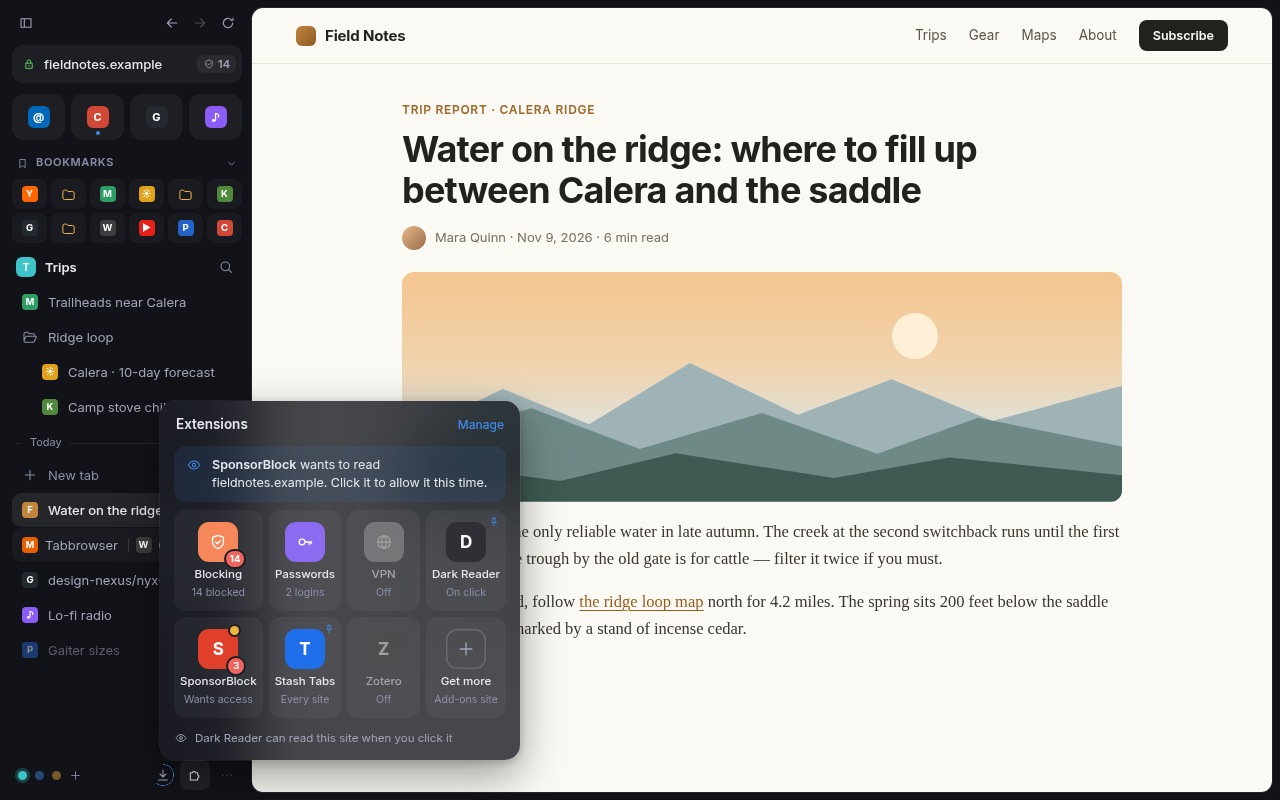 fieldnotes.example
14
@
C
G
BOOKMARKS
Y
M
K
G
W
P
C
T
Trips
M
Trailheads near Calera
Ridge loop
Calera · 10-day forecast
K
Camp stove
Today
New tab
F
Water on the ridge
Tabbrowser
W
G
design-nexus/nyx-
Lo-fi radio
P
Gaiter sizes
Extensions
Manage
SponsorBlock wants to read
fieldnotes.example. Click it to allow it this time.
14
Blocking
14 blocked
Passwords
2 logins
VPN
Off
D
Dark Reader
On click
S
3
SponsorBlock
Wants access
T
Stash Tabs
Every site
Z
Zotero
Off
Get more
Add-ons site
Dark Reader can read this site when you click it
Field Notes
Trips
Gear
Maps
About
Subscribe
TRIP REPORT · CALERA RIDGE
Water on the ridge: where to fill up
between Calera and the saddle
Mara Quinn · Nov 9, 2026 · 6 min read
only reliable water in late autumn. The creek at the second switchback runs until the first
trough by the old gate is for cattle — filter it twice if you must.
follow the ridge loop map north for 4.2 miles. The spring sits 200 feet below the saddle
marked by a stand of incense cedar.